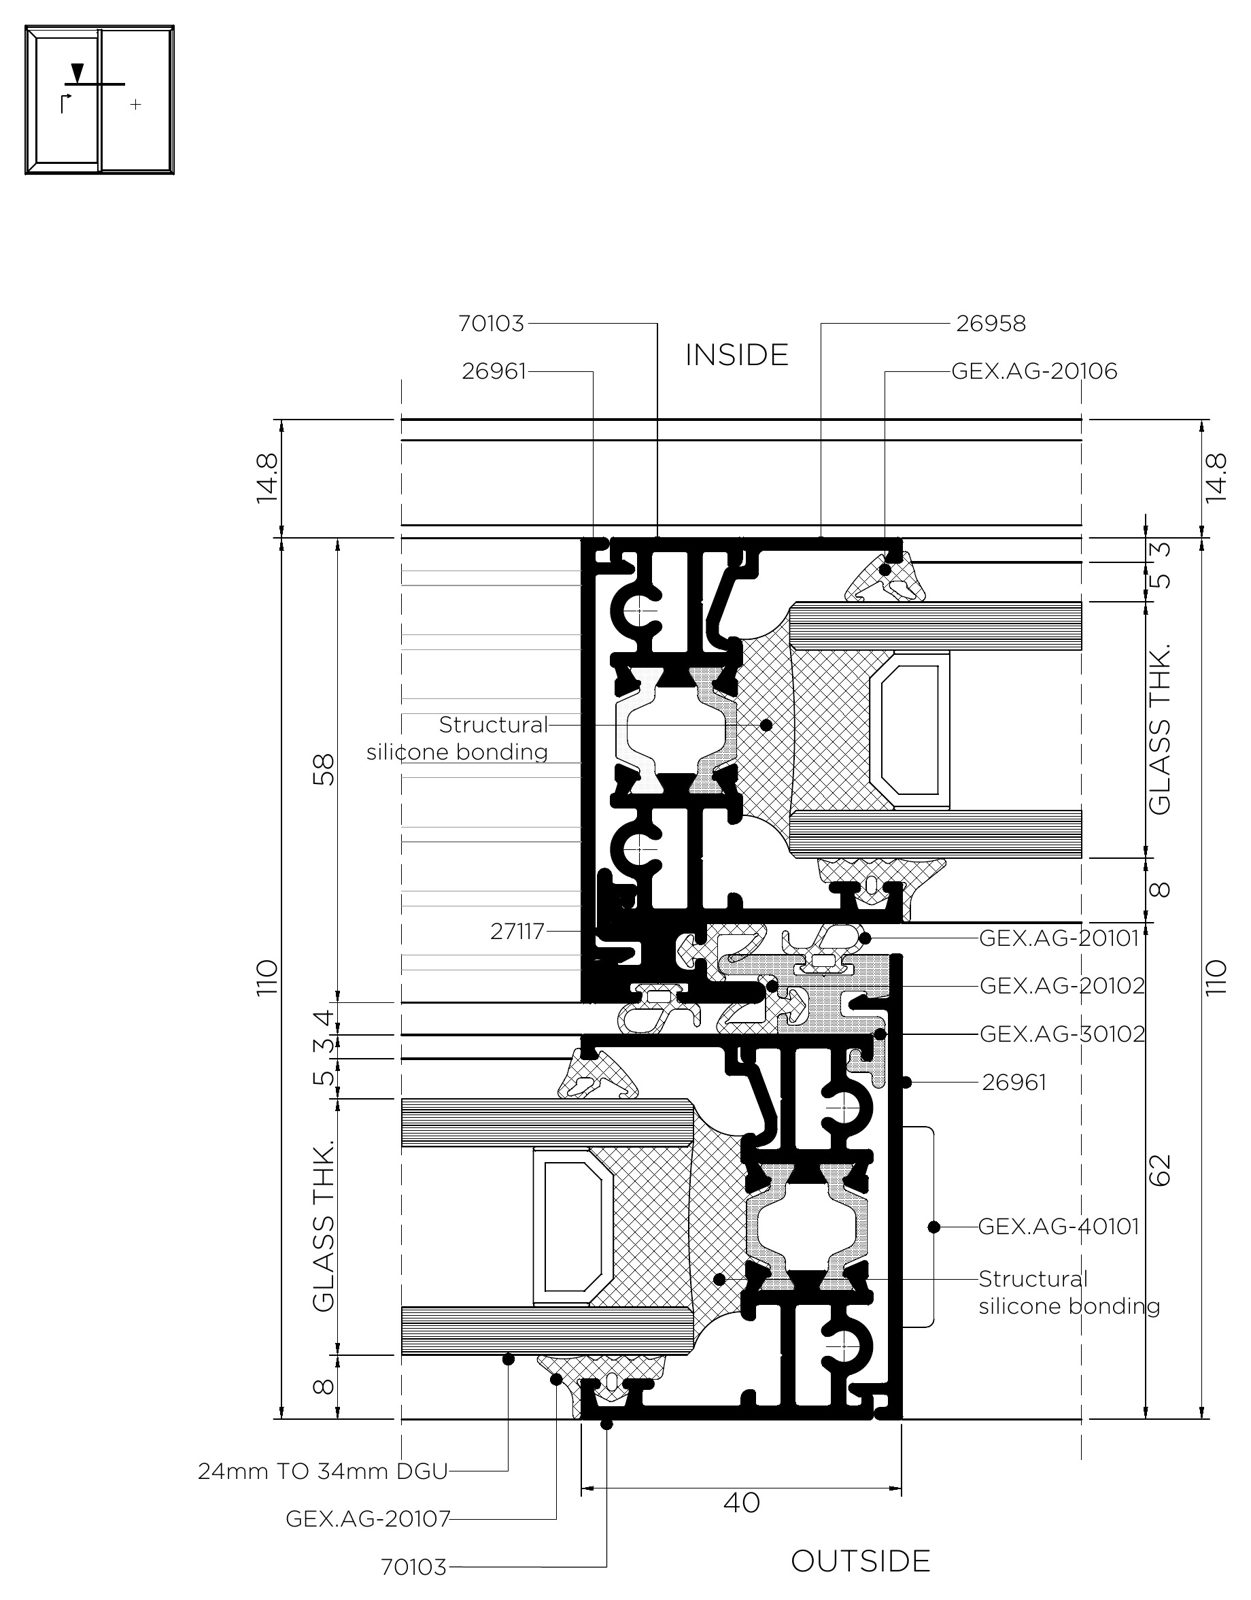 70103
26958
INSIDE
26961
GEX.AG-20106
14.8
14.8
3
5
Structural
silicone bonding
58
GLASS THK.
8
27117
GEX.AG-20101
110
110
GEX.AG-20102
4
3
GEX.AG-30102
5
26961
62
GLASS THK.
GEX.AG-40101
Structural
silicone bonding
8
24mm TO 34mm DGU
40
GEX.AG-20107
OUTSIDE
70103